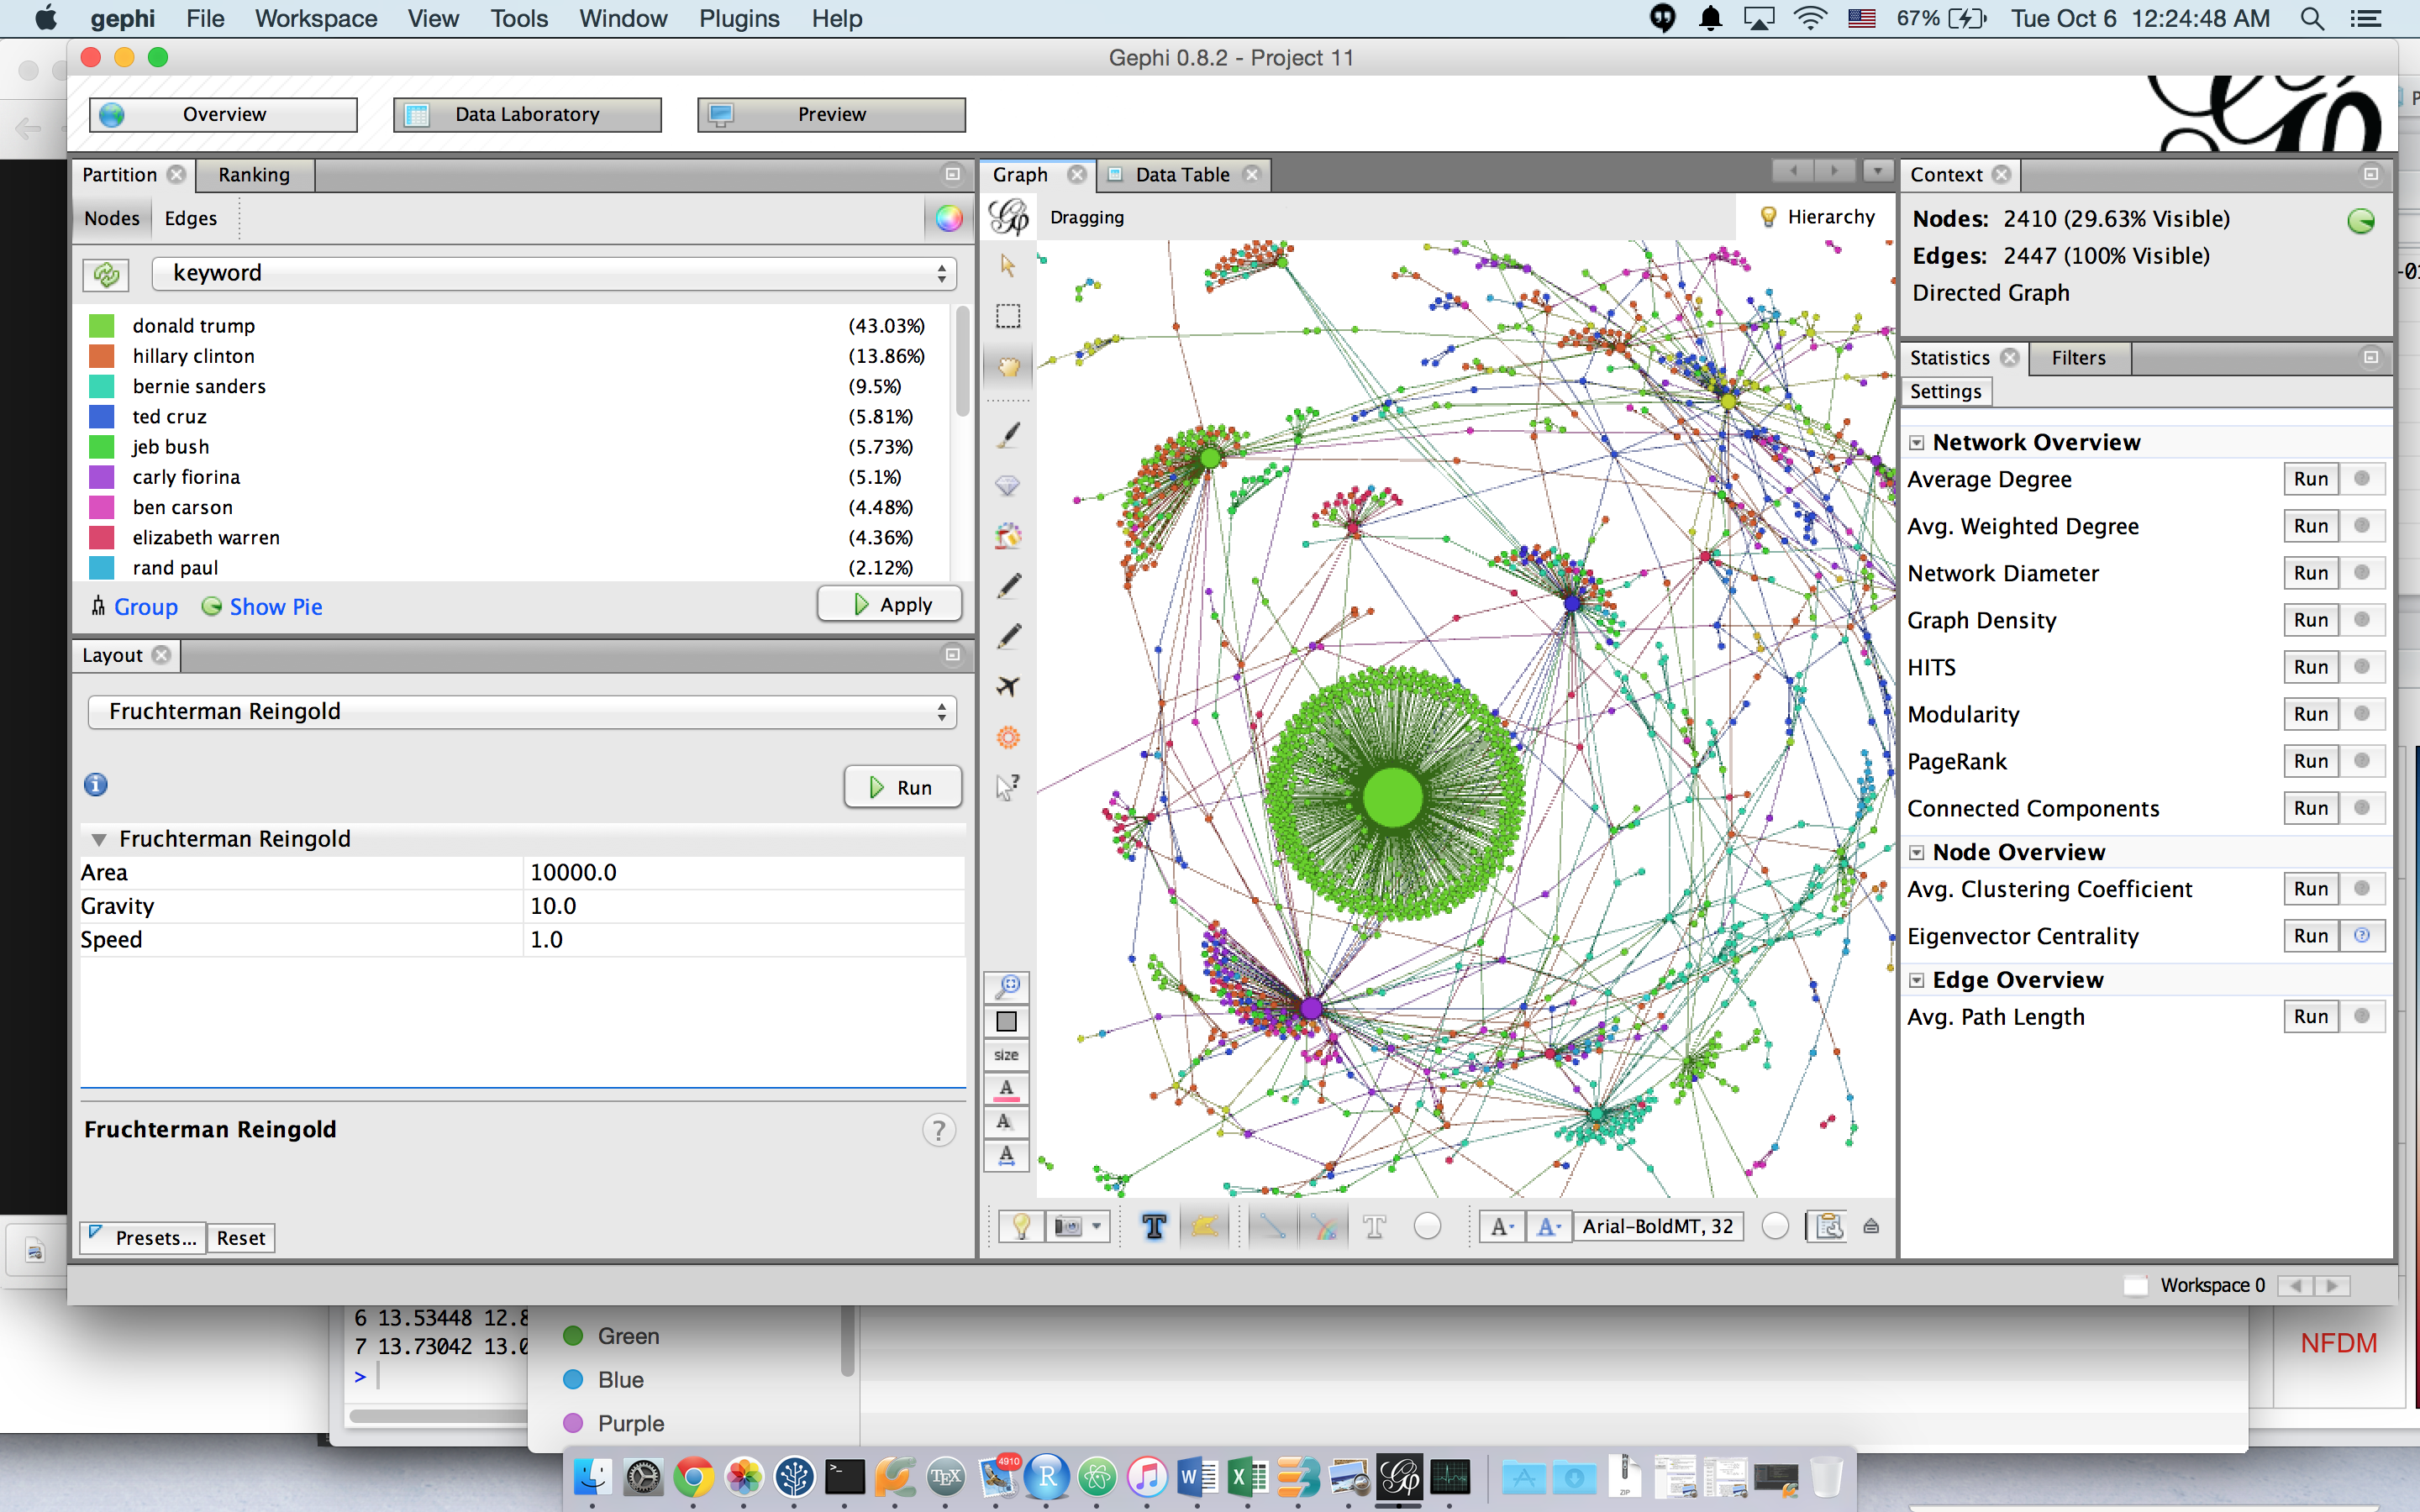 gephi File Workspace View Tools Window Plugins Help 67% Tue Oct 6 12:24:48 AM
Gephi 0.8.2 - Project 11
Overview Data Laboratory Preview
Partition Ranking
Nodes Edges
keyword
donald trump (43.03%)
hillary clinton (13.86%)
bernie sanders (9.5%)
ted cruz (5.81%)
jeb bush (5.73%)
carly fiorina (5.1%)
ben carson (4.48%)
elizabeth warren (4.36%)
rand paul (2.12%)
Group Show Pie Apply
Layout
Fruchterman Reingold
Run
Fruchterman Reingold
Area 10000.0
Gravity 10.0
Speed 1.0
Fruchterman Reingold
?
Presets... Reset
Graph Data Table
Dragging Hierarchy
size
A
A
A
T T A A Arial-BoldMT, 32
Context
Nodes: 2410 (29.63% Visible)
Edges: 2447 (100% Visible)
Directed Graph
Statistics Filters
Settings
Network Overview
Average Degree Run
Avg. Weighted Degree Run
Network Diameter Run
Graph Density Run
HITS Run
Modularity Run
PageRank Run
Connected Components Run
Node Overview
Avg. Clustering Coefficient Run
Eigenvector Centrality Run
Edge Overview
Avg. Path Length Run
Workspace 0
6 13.53448 12.8
7 13.73042 13.0
>
Green
Blue
Purple
NFDM
4910
TEX
R
W
X
ZIP